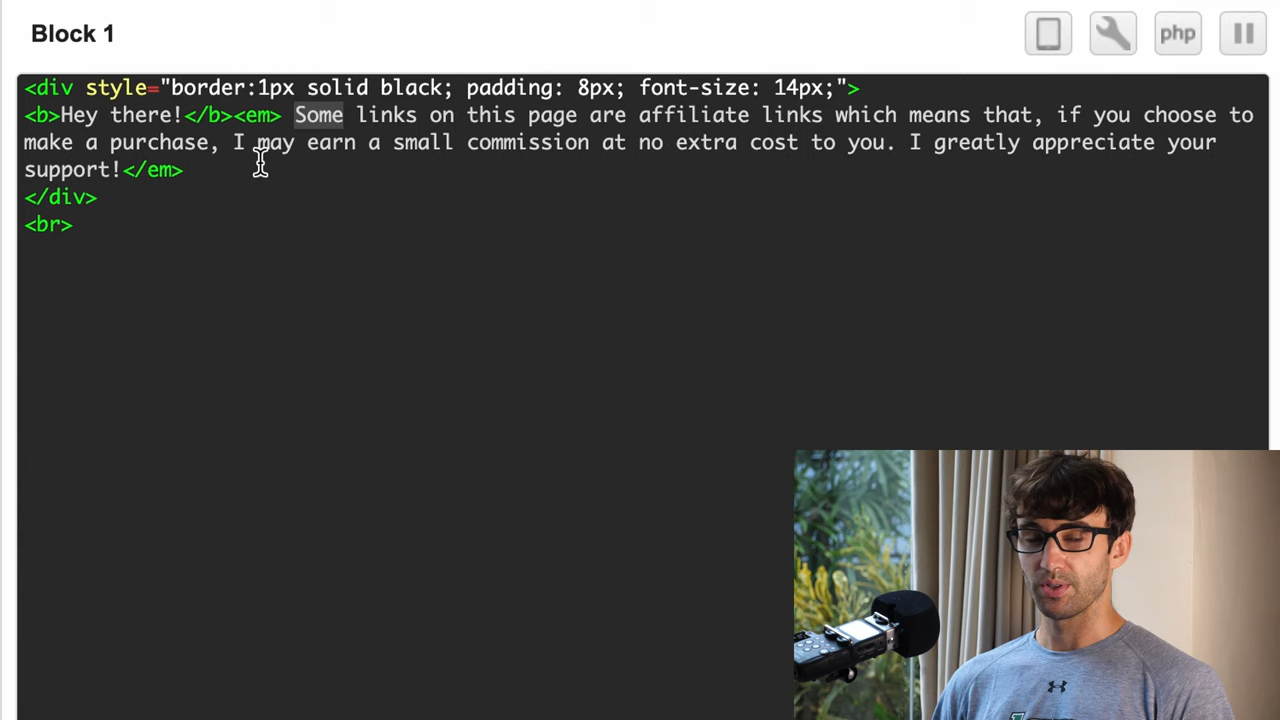 Block 1
php
<div style="border:1px solid black; padding: 8px; font-size: 14px;">
<b>Hey there!</b><em> Some links on this page are affiliate links which means that, if you choose to
make a purchase, I may earn a small commission at no extra cost to you. I greatly appreciate your
support!</em>
</div>
<br>